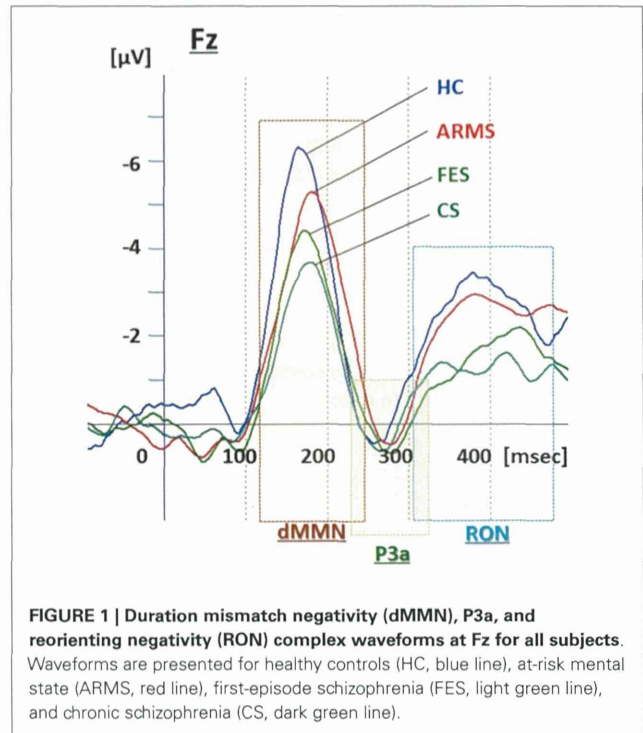 Fz
[μV]
HC
ARMS
FES
CS
-6
-4
-2
0 100 200 300 400 [msec]
dMMN
P3a
RON
FIGURE 1 | Duration mismatch negativity (dMMN), P3a, and
reorienting negativity (RON) complex waveforms at Fz for all subjects.
Waveforms are presented for healthy controls (HC, blue line), at-risk mental
state (ARMS, red line), first-episode schizophrenia (FES, light green line),
and chronic schizophrenia (CS, dark green line).